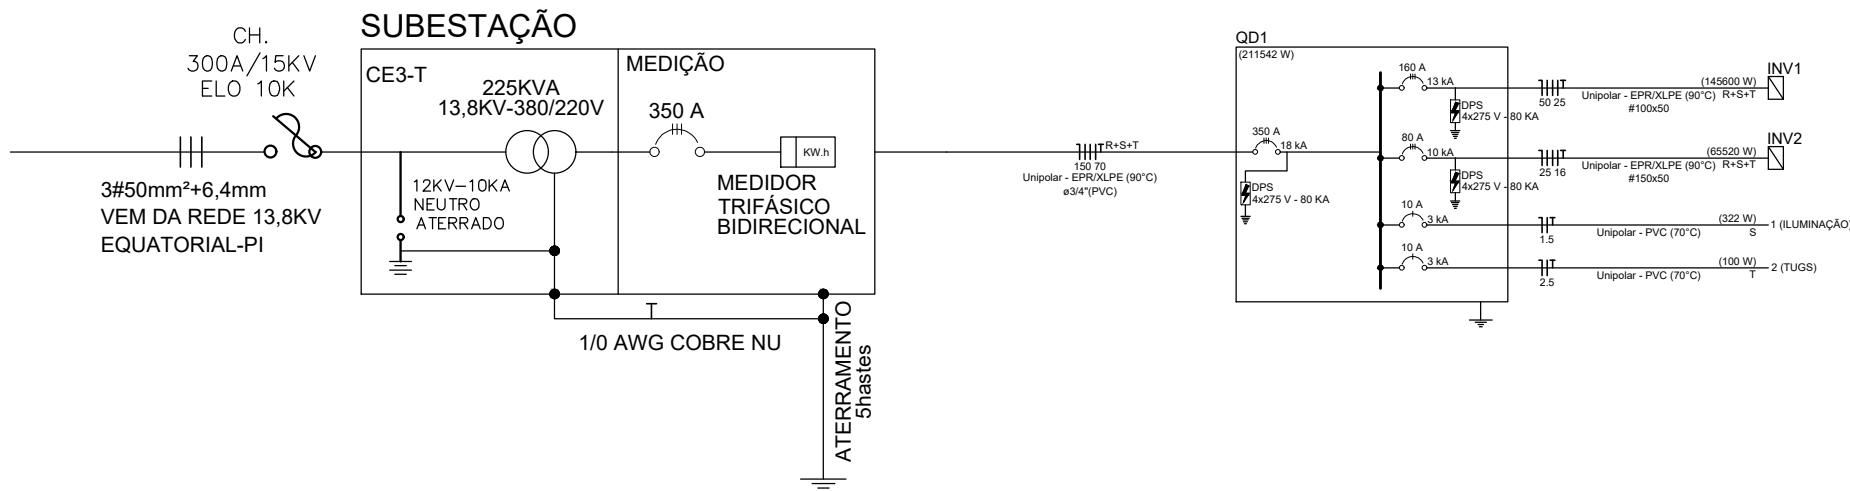 SUBESTAÇÃO
CH.
300A/15KV
ELO 10K
3#50mm²+6,4mm
VEM DA REDE 13,8KV
EQUATORIAL-PI
CE3-T
225KVA
13,8KV-380/220V
12KV-10KA
NEUTRO
ATERRADO
MEDIÇÃO
350 A
KW.h
MEDIDOR
TRIFÁSICO
BIDIRECIONAL
T
1/0 AWG COBRE NU
ATERRAMENTO
5hastes
R+S+T
150 70
Unipolar - EPR/XLPE (90°C)
ø3/4"(PVC)
QD1
(211542 W)
350 A
18 kA
DPS
4x275 V - 80 KA
160 A
13 kA
DPS
4x275 V - 80 KA
50 25
(145600 W)
Unipolar - EPR/XLPE (90°C) R+S+T
#100x50
INV1
80 A
10 kA
DPS
4x275 V - 80 KA
25 16
(65520 W)
Unipolar - EPR/XLPE (90°C) R+S+T
#150x50
INV2
10 A
3 kA
1.5
(322 W)
Unipolar - PVC (70°C) S
1 (ILUMINAÇÃO)
10 A
3 kA
2.5
(100 W)
Unipolar - PVC (70°C) T
2 (TUGS)